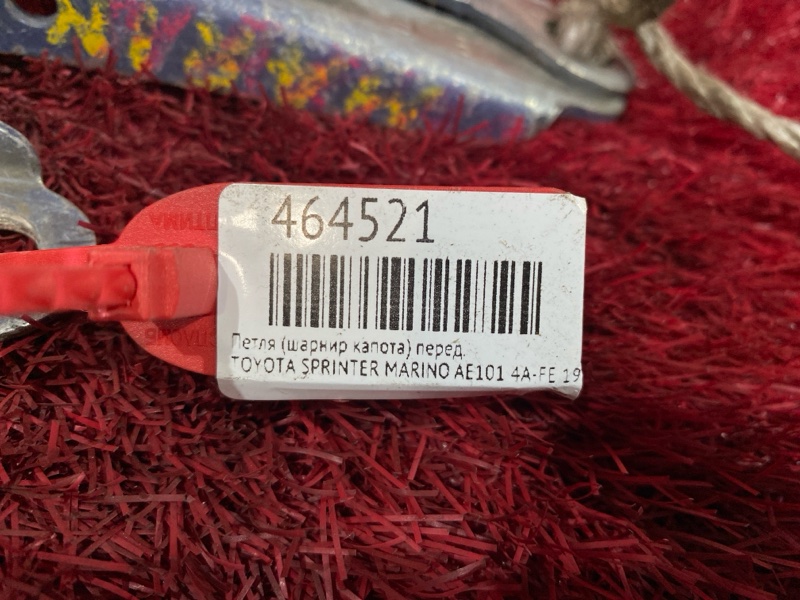 464521
Петля (шарнир капота) перед.
TOYOTA SPRINTER MARINO AE101 4A-FE 19